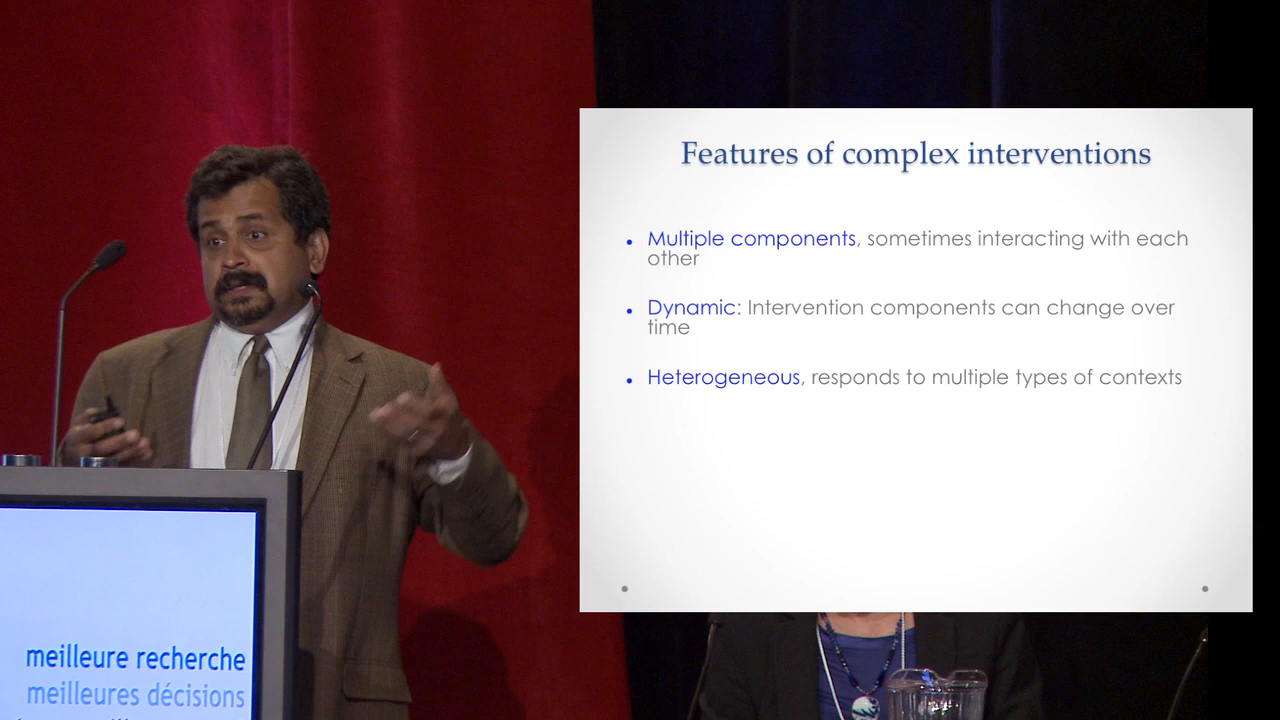 Features of complex interventions
Multiple components, sometimes interacting with each
other
Dynamic: Intervention components can change over
time
Heterogeneous, responds to multiple types of contexts
meilleure recherche
meilleures décisions